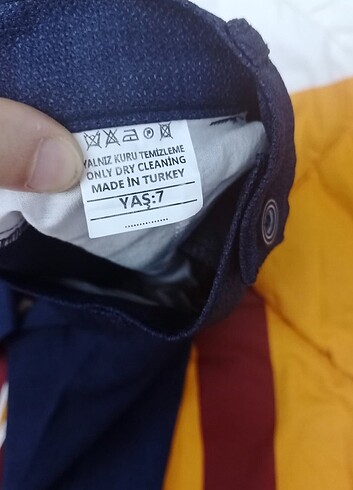 YALNIZ KURU TEMİZLEME
ONLY DRY CLEANING
MADE İN TURKEY
YAŞ:7